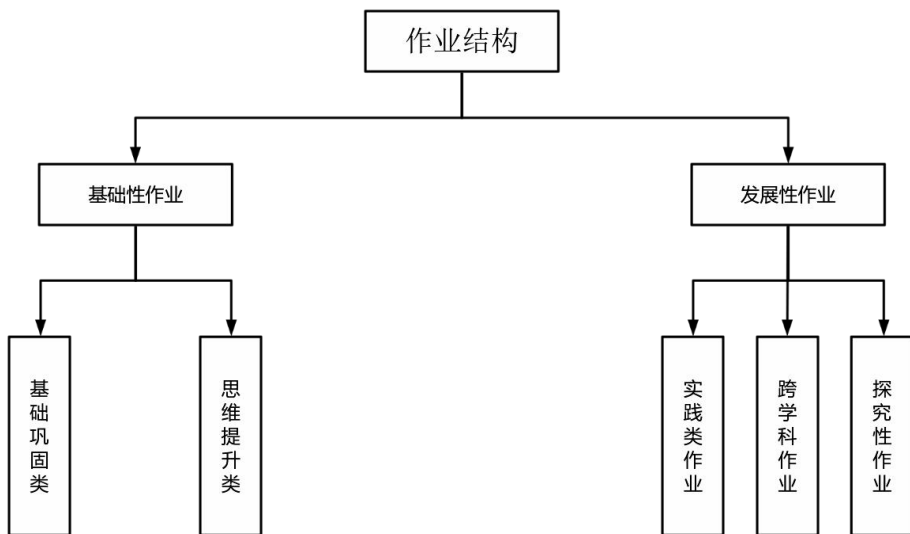 作业结构
基础性作业
发展性作业
基础巩固类
思维提升类
实践类作业
跨学科作业
探究性作业